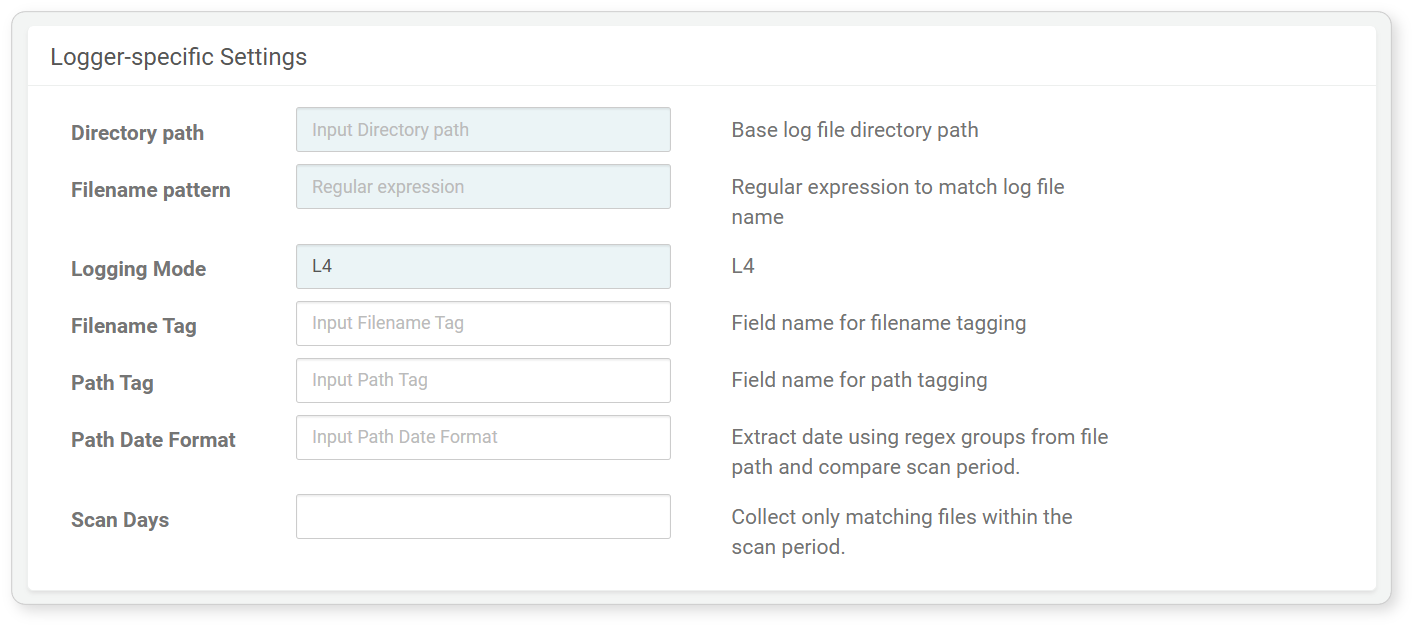 Logger-specific Settings
Directory path
Input Directory path
Base log file directory path
Filename pattern
Regular expression
Regular expression to match log file
name
Logging Mode
L4
L4
Filename Tag
Input Filename Tag
Field name for filename tagging
Path Tag
Input Path Tag
Field name for path tagging
Path Date Format
Input Path Date Format
Extract date using regex groups from file
path and compare scan period.
Scan Days
Collect only matching files within the
scan period.